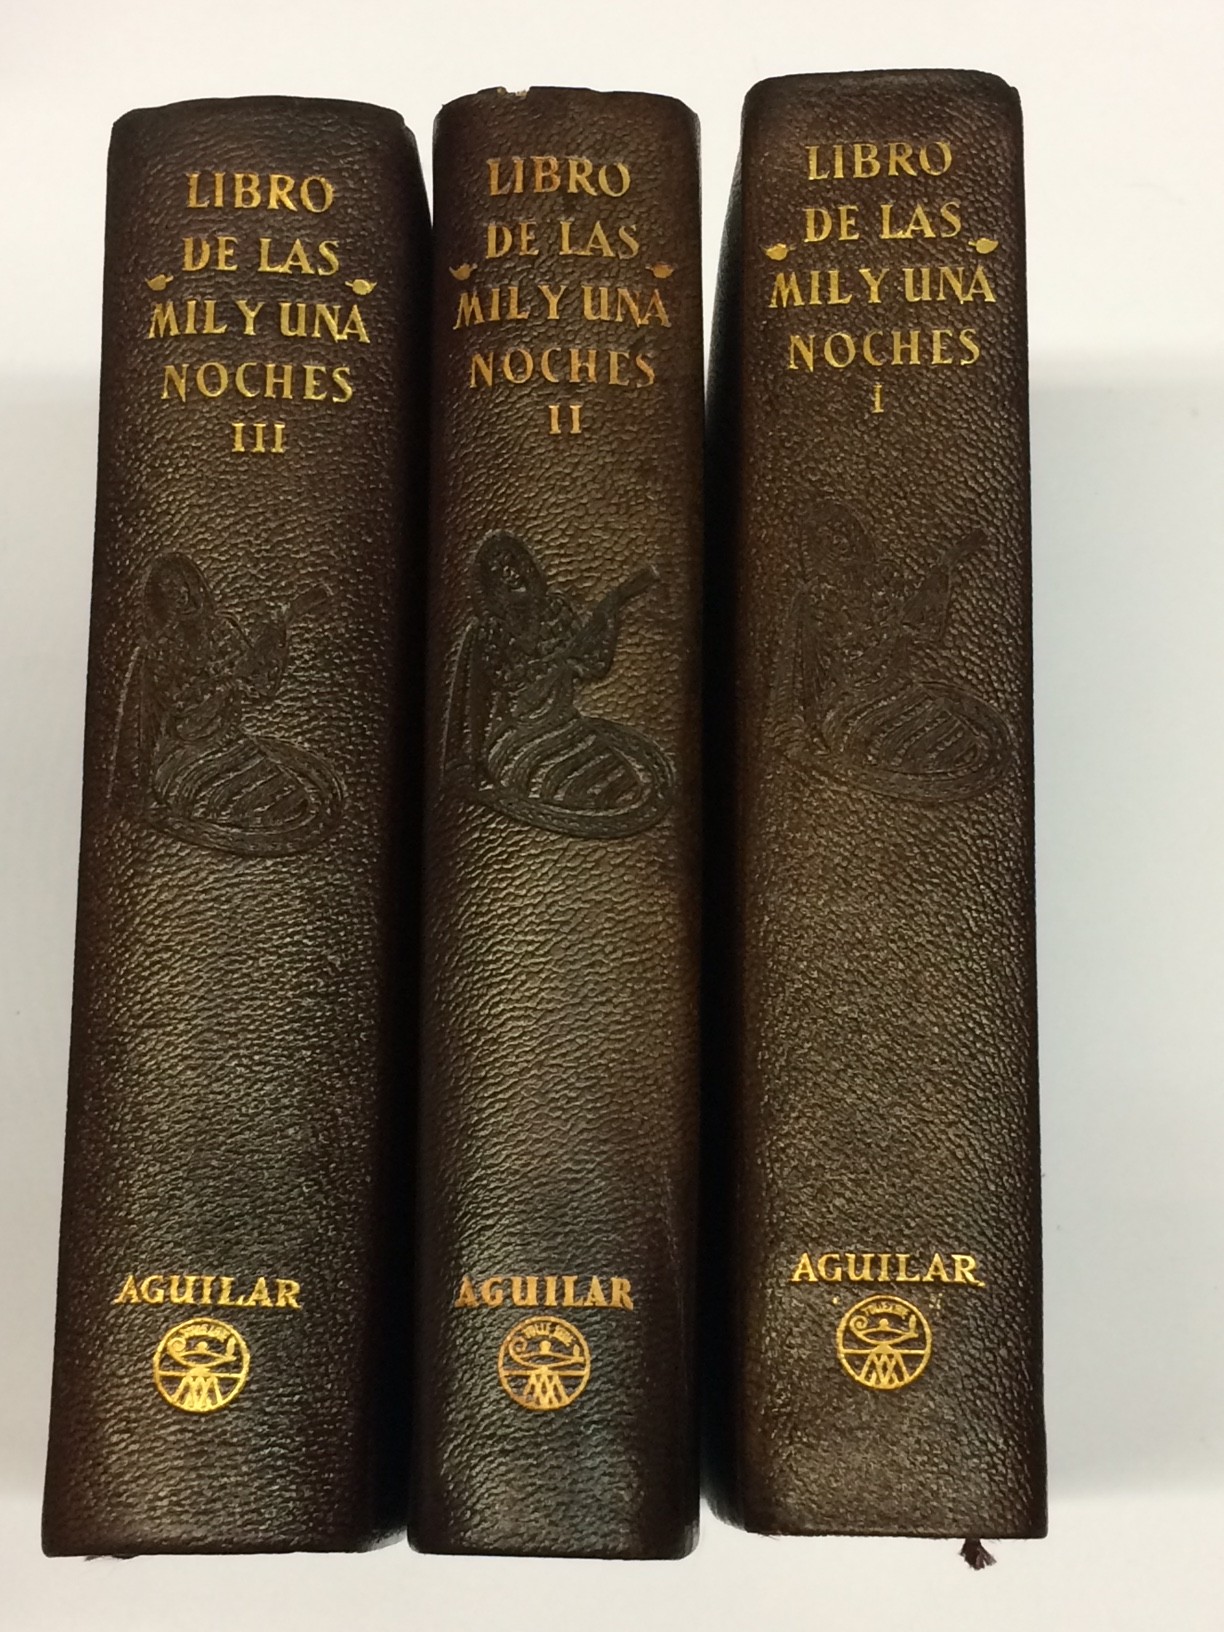 LIBRO
DE LAS
MIL Y UNA
NOCHES
III
AGUILAR
LIBRO
DE LAS
MIL Y UNA
NOCHES
II
AGUILAR
LIBRO
DE LAS
MIL Y UNA
NOCHES
I
AGUILAR